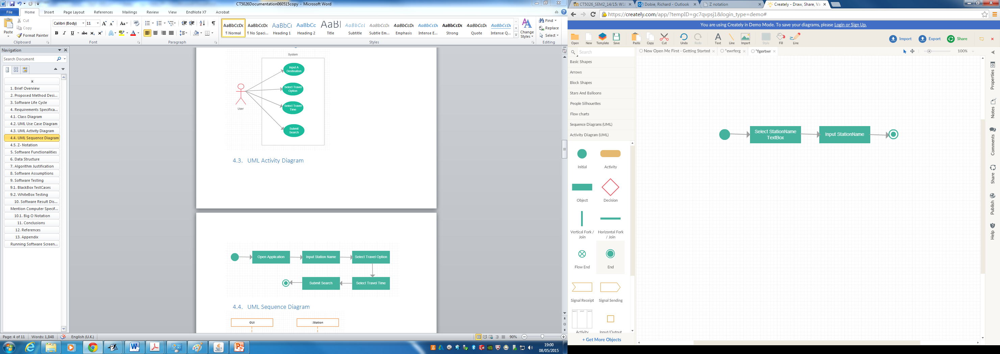 CT5026Documentation060515copy - Microsoft Word
File Home Insert Page Layout References Mailings Review View EndNote X7 Acrobat
Paste
Cut
Copy
Format Painter
Clipboard
Calibri (Body) 11
Font
Paragraph
AaBbCcDc AaBbCcDc AaBbCc AaBbCc AaBI AaBbCcL AaBbCcDc AaBbCcDc AaBbCcDc AaBbCcDc AaBbCcDc AaBbCcDc
¶ Normal ¶ No Spaci... Heading 1 Heading 2 Title Subtitle Subtle Em... Emphasis Intense E... Strong Quote Intense Q...
Change
Styles
Styles
Find
Replace
Select
Editing
Navigation
Search Document
1. Brief Overview
2. Proposed Method Desi...
3. Software Life Cycle
4. Requirements Specifica...
4.1. Class Diagram
4.2. UML Use Case Diagram
4.3. UML Activity Diagram
4.4. UML Sequence Diagram
4.5. Z- Notation
5. Software Functionalities
6. Data Structure
7. Algorithm Justification
8. Software Assumptions
9. Software Testing
9.1. BlackBox TestCases
9.2. WhiteBox Testing
10. Software Result Dis...
Mention Computer Specif...
10.1. Big O Notation
11. Conclusions
12. References
13. Appendix
Running Software Screen...
System
Input A
Destination
Select Travel
Option
Select Travel
Time
Submit
Search
User
4.3. UML Activity Diagram
Open Application Input Station Name Select Travel Option
Submit Search Select Travel Time
4.4. UML Sequence Diagram
GUI :Station
Page: 4 of 11 Words: 1,848 English (U.K.) 90%
19:00
08/05/2015
CT5026_SEM2_14/15: W10 Dobie, Richard - Outlook Z notation Creately - Draw, Share, Va
https://creately.com/app/?tempID=gc7qvpsj1&login_type=demo#
You are using Creately in Demo Mode. To save your diagrams, please Login or Sign Up.
Open New Template Save Paste Copy Cut Undo Redo Text Line Import Style Fill Line
Import Export Share
Search
New Open Me First - Getting Started *ewrferg *fgertwr 100%
Basic Shapes
Arrows
Block Shapes
Stars And Balloons
People Silhouettes
Flow charts
Sequence Diagrams (UML)
Activity Diagram (UML)
Initial Activity
Object Decision
Vertical Fork / Join
Horizontal Fork / Join
Flow End End
Signal Receipt Signal Sending
Activity Input/Output
+ Get More Objects
Select StationName
TextBox
Input StationName
Properties
Notes
Comments
Share
Publish
Help